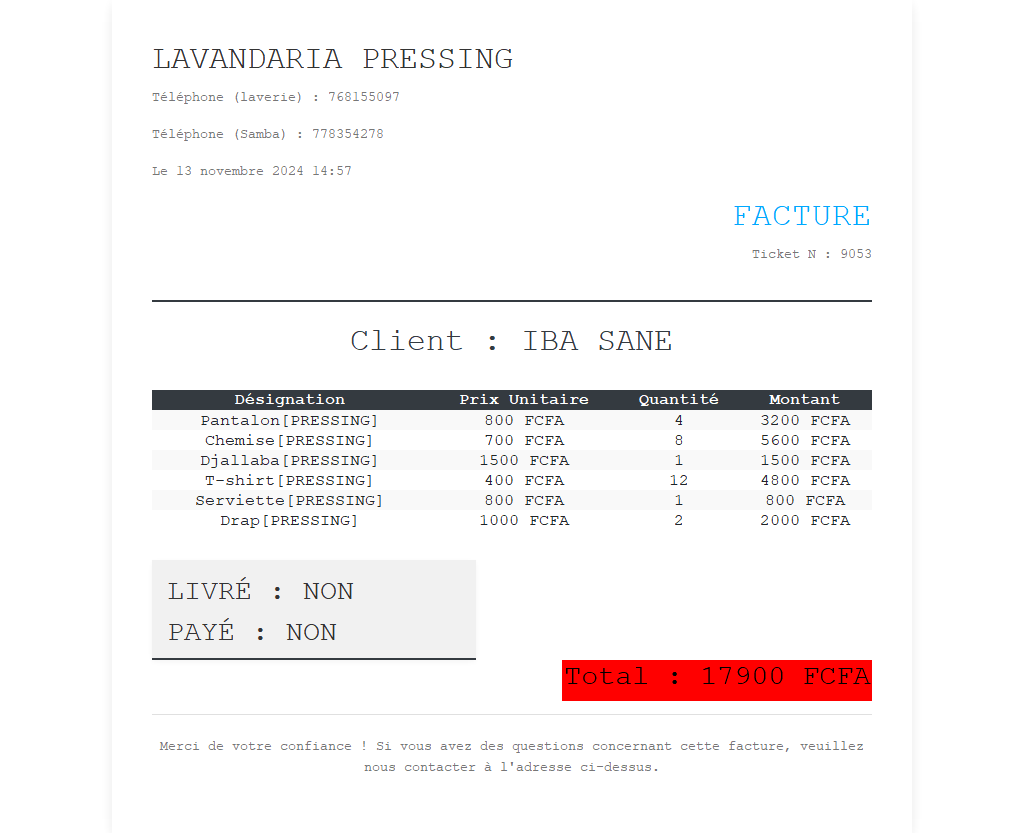 LAVANDARIA PRESSING
Téléphone (laverie) : 768155097
Téléphone (Samba) : 778354278
Le 13 novembre 2024 14:57
FACTURE
Ticket N : 9053
Client : IBA SANE
Désignation Prix Unitaire Quantité Montant
Pantalon[PRESSING] 800 FCFA 4 3200 FCFA
Chemise[PRESSING] 700 FCFA 8 5600 FCFA
Djallaba[PRESSING] 1500 FCFA 1 1500 FCFA
T-shirt[PRESSING] 400 FCFA 12 4800 FCFA
Serviette[PRESSING] 800 FCFA 1 800 FCFA
Drap[PRESSING] 1000 FCFA 2 2000 FCFA
LIVRÉ : NON
PAYÉ : NON
Total : 17900 FCFA
Merci de votre confiance ! Si vous avez des questions concernant cette facture, veuillez
nous contacter à l'adresse ci-dessus.